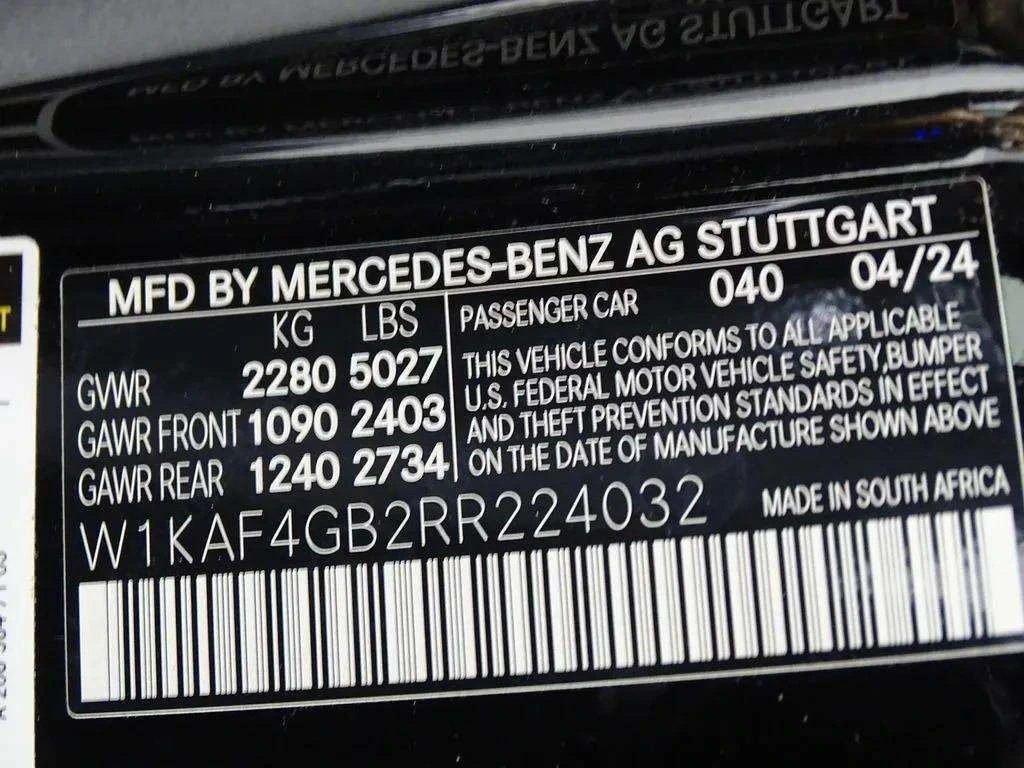 MFD BY MERCEDES-BENZ AG STUTTGART
KG LBS
GVWR 2280 5027
GAWR FRONT 1090 2403
GAWR REAR 1240 2734
PASSENGER CAR 040 04/24
THIS VEHICLE CONFORMS TO ALL APPLICABLE
U.S. FEDERAL MOTOR VEHICLE SAFETY,BUMPER
AND THEFT PREVENTION STANDARDS IN EFFECT
ON THE DATE OF MANUFACTURE SHOWN ABOVE
W1KAF4GB2RR224032
MADE IN SOUTH AFRICA